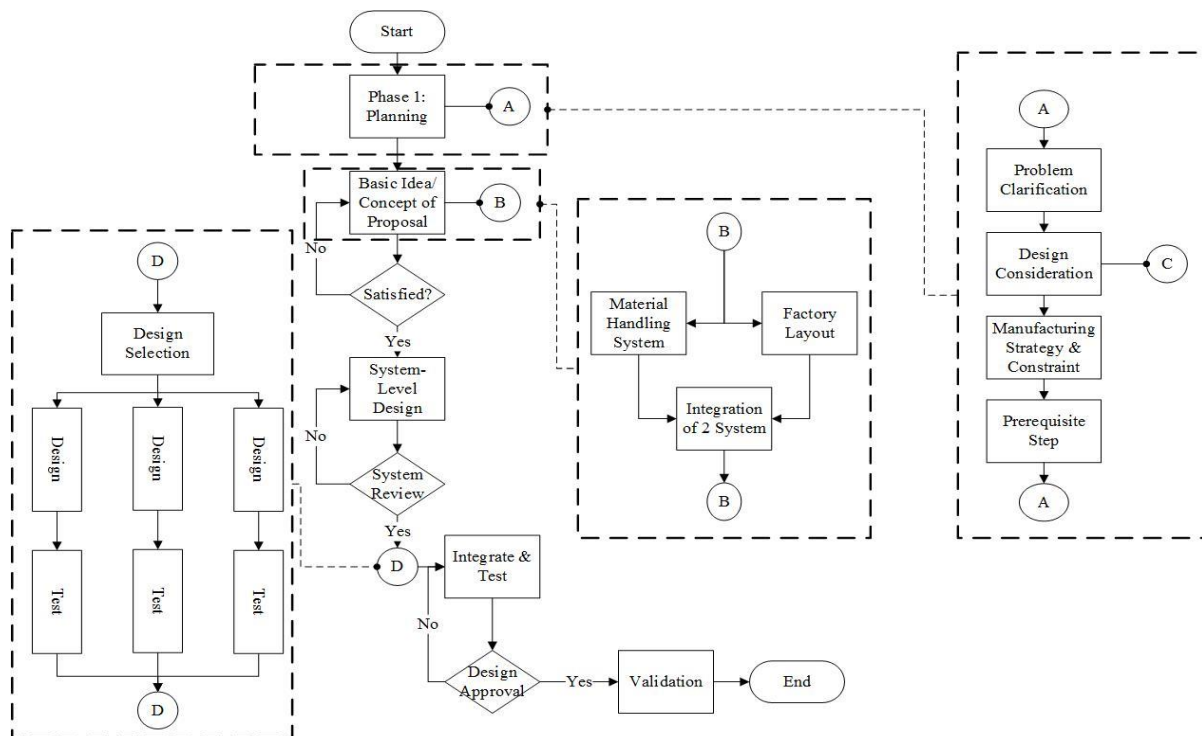 Start
Phase 1:
Planning
A
Basic Idea/
Concept of
Proposal
B
No
Satisfied?
Yes
System-
Level
Design
No
System
Review
Yes
D
Integrate &
Test
No
Design
Approval
Yes
Validation
End
D
Design
Selection
Design
Design
Design
Test
Test
Test
D
B
Material
Handling
System
Factory
Layout
Integration
of 2 System
B
A
Problem
Clarification
Design
Consideration
C
Manufacturing
Strategy &
Constraint
Prerequisite
Step
A